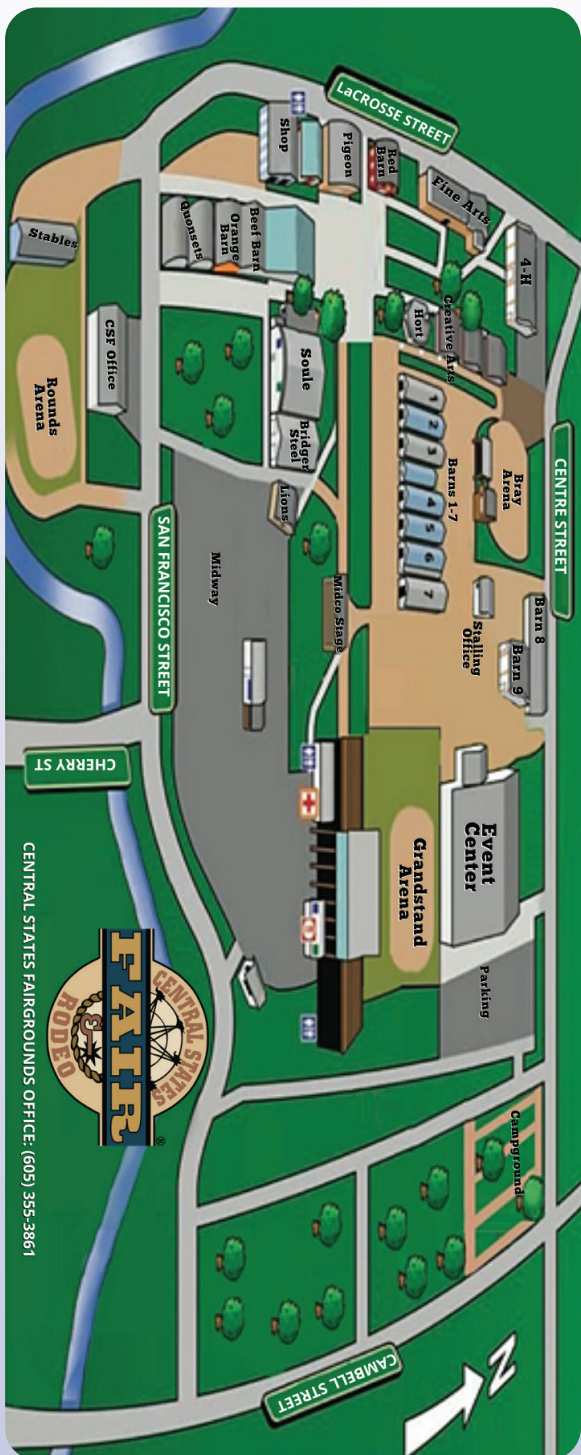 LaCROSSE STREET
Shop
Pigeon
Red
Barn
Fine Arts
4-H
Quonsets
Orange
Barn
Beef Barn
Stables
CSF Office
Rounds
Arena
Soule
Bridger
Steel
Hort
Creative Arts
1
2
3
4
5
6
7
Barns 1-7
Bray
Arena
CENTRE STREET
Lions
Midway
SAN FRANCISCO STREET
Midco Stage
Stalling
Office
Barn 8
Barn 9
CHERRY ST
Event
Center
Grandstand
Arena
Parking
Campground
CAMBELL STREET
N
CENTRAL STATES
FAIR®
&
RODEO
CENTRAL STATES FAIRGROUNDS OFFICE: (605) 355-3861